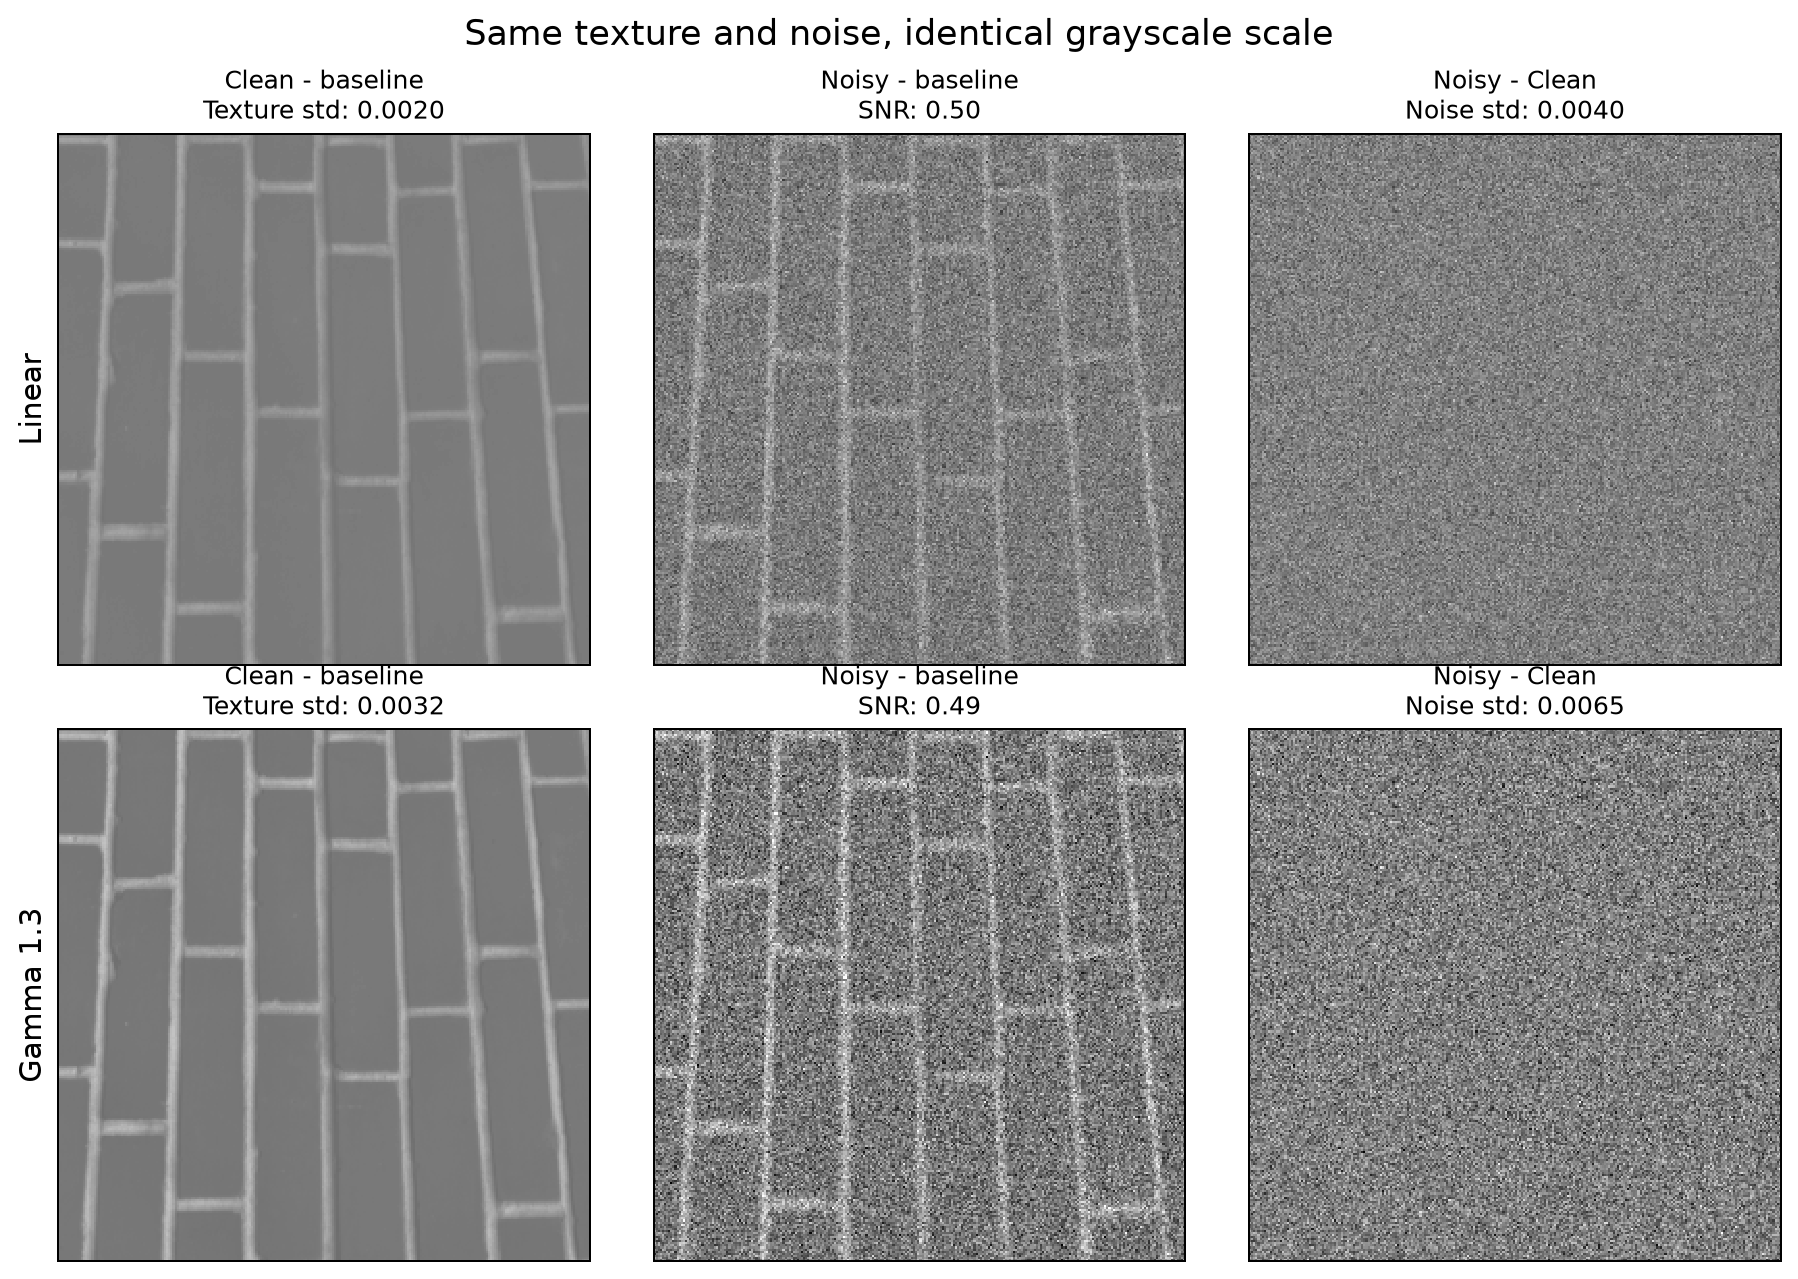 Same texture and noise, identical grayscale scale
Clean - baseline
Texture std: 0.0020
Noisy - baseline
SNR: 0.50
Noisy - Clean
Noise std: 0.0040
Linear
Clean - baseline
Texture std: 0.0032
Noisy - baseline
SNR: 0.49
Noisy - Clean
Noise std: 0.0065
Gamma 1.3